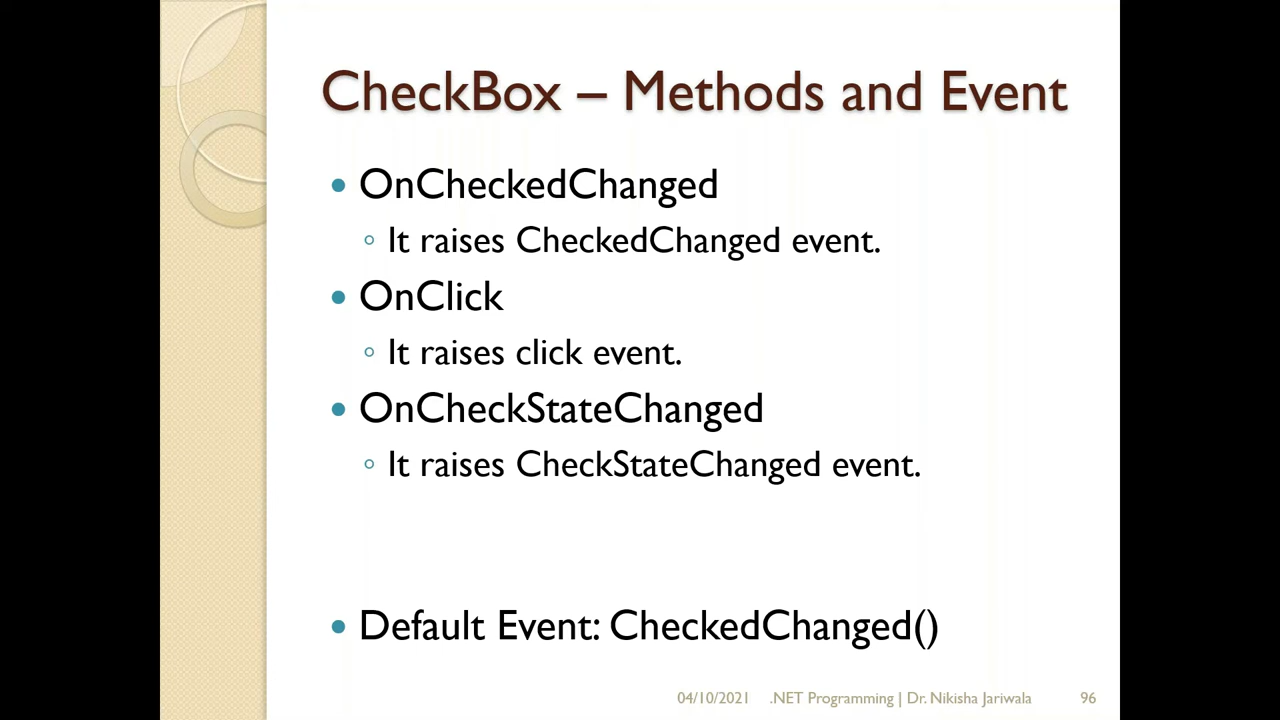 CheckBox – Methods and Event
• OnCheckedChanged
◦ It raises CheckedChanged event.
• OnClick
◦ It raises click event.
• OnCheckStateChanged
◦ It raises CheckStateChanged event.
• Default Event: CheckedChanged()
04/10/2021 .NET Programming | Dr. Nikisha Jariwala 96